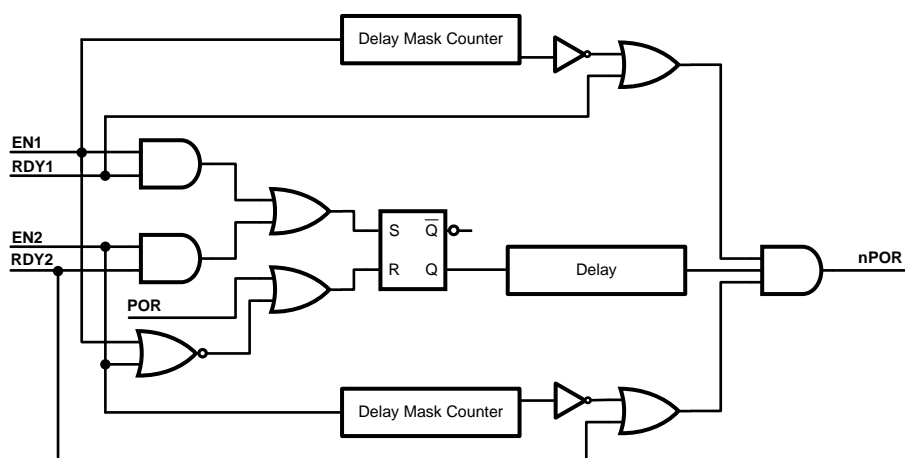 Delay Mask Counter
EN1
RDY1
EN2
RDY2
S Q
R Q
Delay
nPOR
POR
Delay Mask Counter